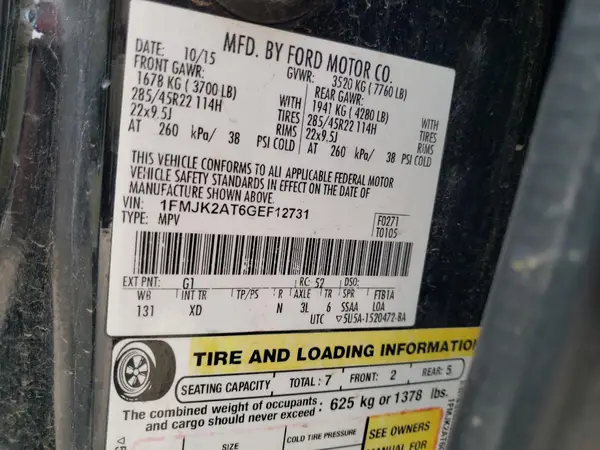 MFD. BY FORD MOTOR CO.
DATE: 10/15 GVWR: 3520 KG ( 7760 LB)
FRONT GAWR: REAR GAWR:
1678 KG ( 3700 LB) 1941 KG ( 4280 LB)
285/45R22 114H WITH TIRES 285/45R22 114H WITH TIRES
22x9.5J RIMS 22x9.5J RIMS
AT 260 kPa/ 38 PSI COLD AT 260 kPa/ 38 PSI COLD
THIS VEHICLE CONFORMS TO ALL APPLICABLE FEDERAL MOTOR
VEHICLE SAFETY STANDARDS IN EFFECT ON THE DATE OF
MANUFACTURE SHOWN ABOVE.
VIN: 1FMJK2AT6GEF12731
TYPE: MPV
F0271
T0105
EXT PNT: G1 RC: 52 DSO:
WB INT TR TP/PS R AXLE TR SPR FTB1A
131 XD N 3L 6 SSAA LOA
UTC ▽5U5A-1520472-BA
TIRE AND LOADING INFORMATION
SEATING CAPACITY TOTAL: 7 FRONT: 2 REAR: 5
The combined weight of occupants
and cargo should never exceed 625 kg or 1378 lbs.
SIZE COLD TIRE PRESSURE SEE OWNERS
MANUAL FOR